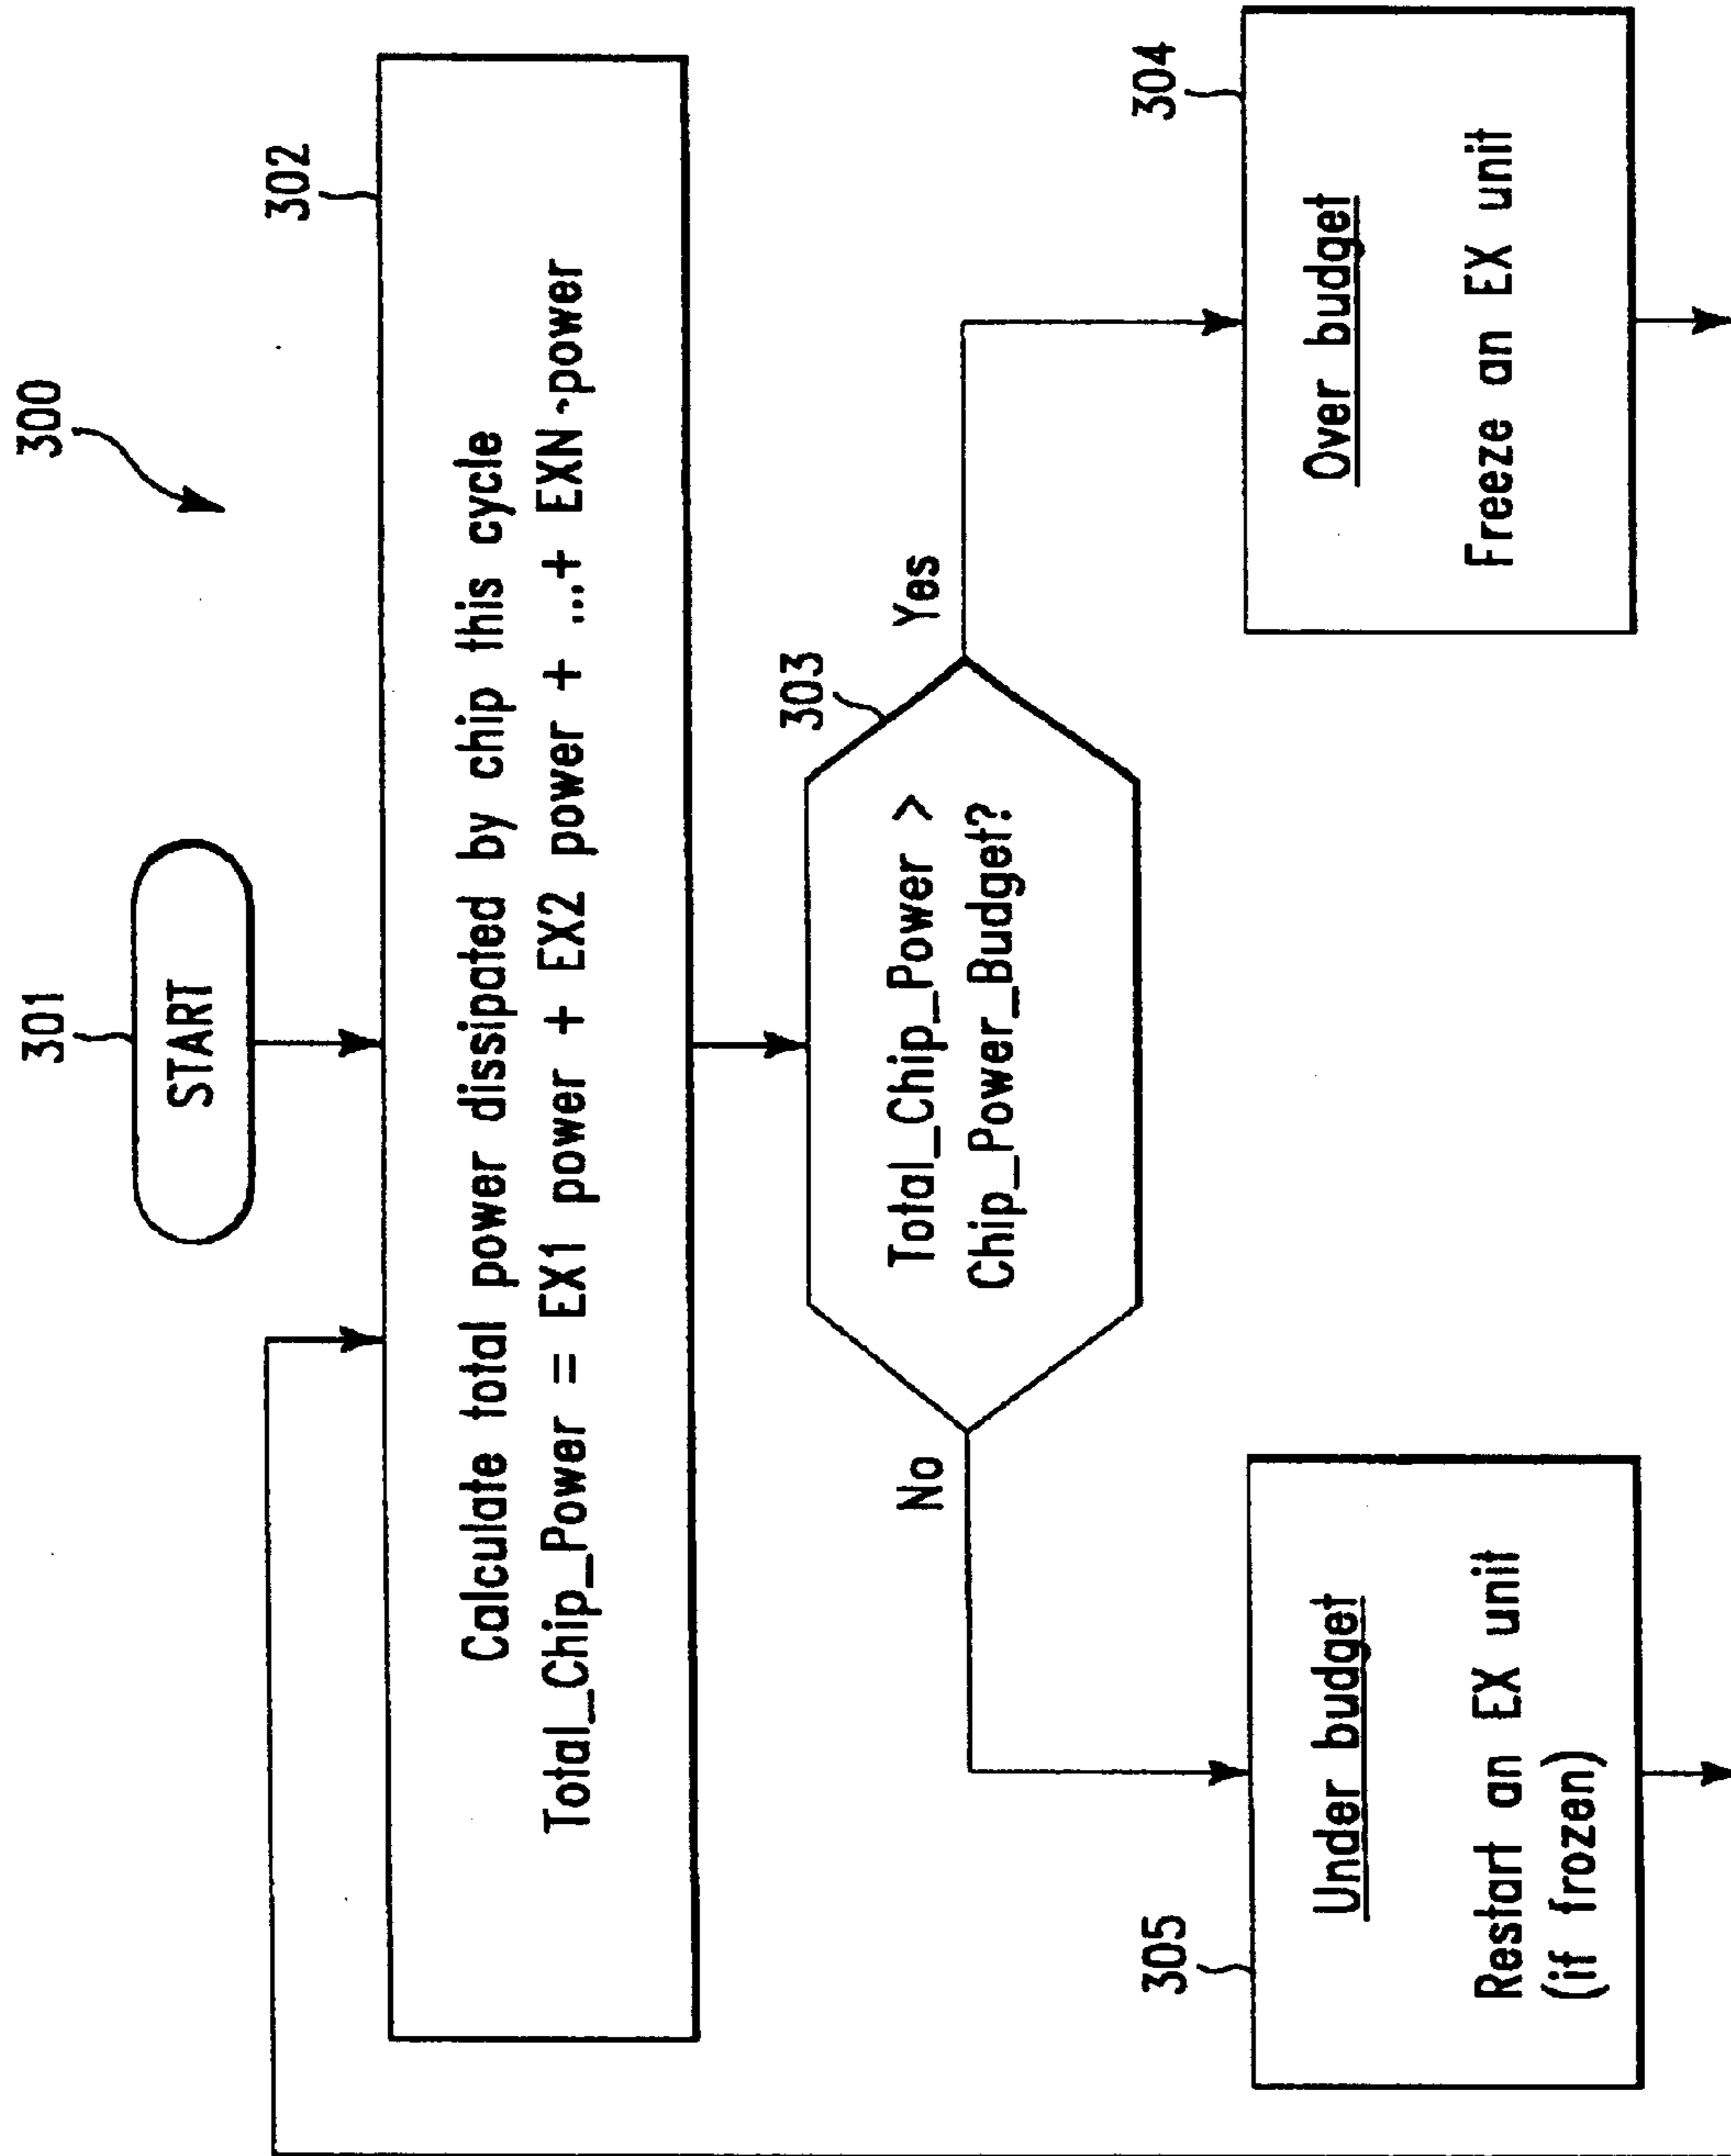 300
301
START
302
Calculate total power dissipated by chip this cycle
Total_Chip_Power = EX1 power + EX2 power + ...+ EXN power
303
Total_Chip_Power >
Chip_Power_Budget?
No
Yes
305
Under budget
Restart an EX unit
(if frozen)
304
Over budget
Freeze an EX unit